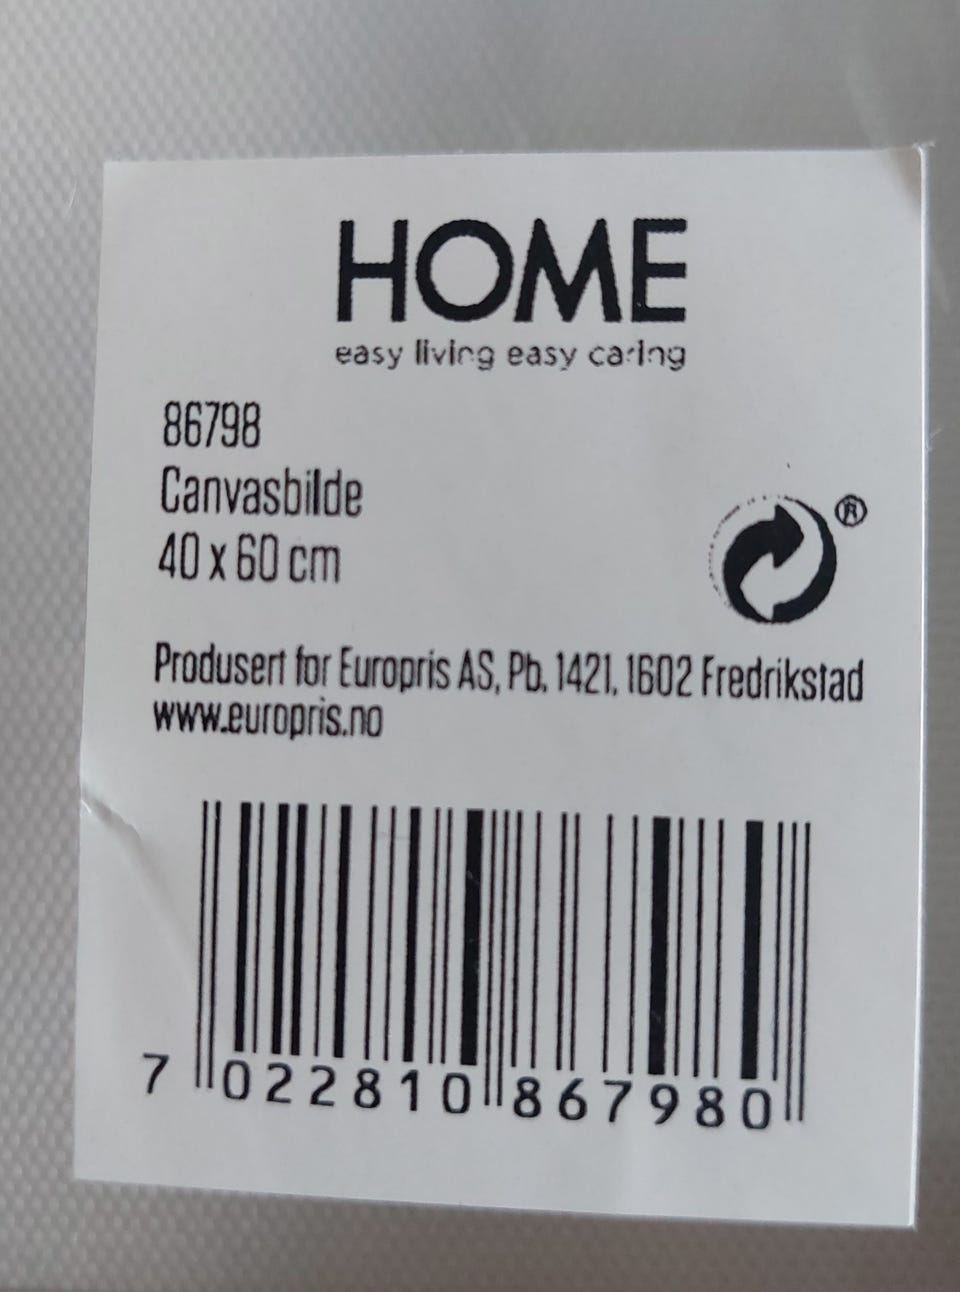 HOME
easy living easy caring
86798
Canvasbilde
40 x 60 cm
®
Produsert for Europris AS, Pb. 1421, 1602 Fredrikstad
www.europris.no
7 022810 867980